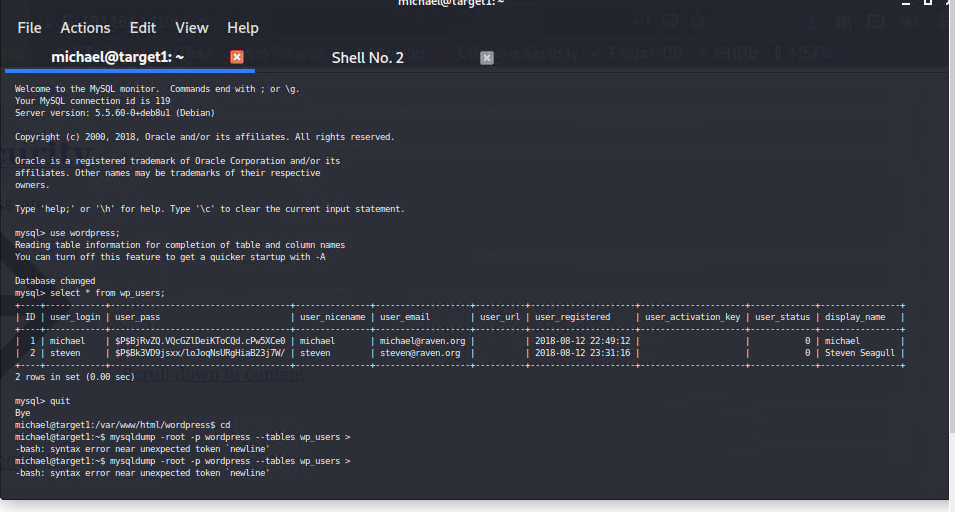 michael@target1: ~
File Actions Edit View Help
michael@target1: ~ Shell No. 2
Welcome to the MySQL monitor.  Commands end with ; or \g.
Your MySQL connection id is 119
Server version: 5.5.60-0+deb8u1 (Debian)
Copyright (c) 2000, 2018, Oracle and/or its affiliates. All rights reserved.
Oracle is a registered trademark of Oracle Corporation and/or its
affiliates. Other names may be trademarks of their respective
owners.
Type 'help;' or '\h' for help. Type '\c' to clear the current input statement.
mysql> use wordpress;
Reading table information for completion of table and column names
You can turn off this feature to get a quicker startup with -A
Database changed
mysql> select * from wp_users;
+----+------------+------------------------------------+---------------+-------------------+----------+---------------------+---------------------+-------------+----------------+
| ID | user_login | user_pass | user_nicename | user_email | user_url | user_registered | user_activation_key | user_status | display_name |
+----+------------+------------------------------------+---------------+-------------------+----------+---------------------+---------------------+-------------+----------------+
| 1 | michael | $P$BjRvZQ.VQcGZlDeiKToCQd.cPw5XCe0 | michael | michael@raven.org | | 2018-08-12 22:49:12 | | 0 | michael |
| 2 | steven | $P$Bk3VD9jsxx/loJoqNsURgHiaB23j7W/ | steven | steven@raven.org | | 2018-08-12 23:31:16 | | 0 | Steven Seagull |
+----+------------+------------------------------------+---------------+-------------------+----------+---------------------+---------------------+-------------+----------------+
2 rows in set (0.00 sec)
roll down to content
mysql> quit
Bye
michael@target1:/var/www/html/wordpress$ cd
michael@target1:~$ mysqldump -root -p wordpress --tables wp_users >
-bash: syntax error near unexpected token `newline'
michael@target1:~$ mysqldump -root -p wordpress --tables wp_users >
-bash: syntax error near unexpected token `newline'